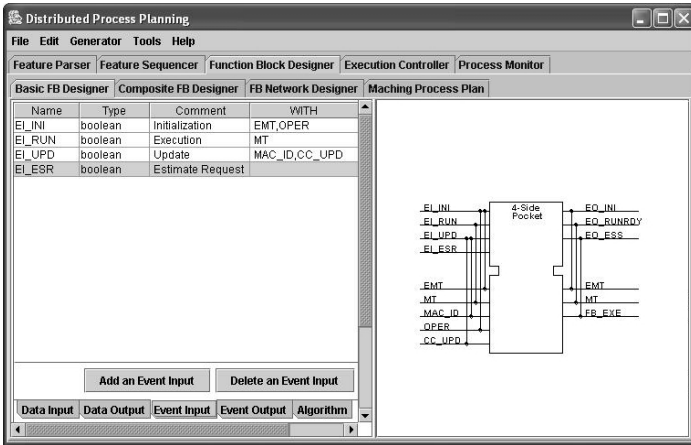 Distributed Process Planning
File Edit Generator Tools Help
Feature Parser Feature Sequencer Function Block Designer Execution Controller Process Monitor
Basic FB Designer Composite FB Designer FB Network Designer Maching Process Plan
Name Type Comment WITH
EI_INI boolean Initialization EMT,OPER
EI_RUN boolean Execution MT
EI_UPD boolean Update MAC_ID,CC_UPD
EI_ESR boolean Estimate Request
Add an Event Input Delete an Event Input
Data Input Data Output Event Input Event Output Algorithm
EI_INI 4-Side EO_INI
Pocket
EI_RUN EO_RUNRDY
EI_UPD EO_ESS
EI_ESR
EMT EMT
MT MT
MAC_ID FB_EXE
OPER
CC_UPD